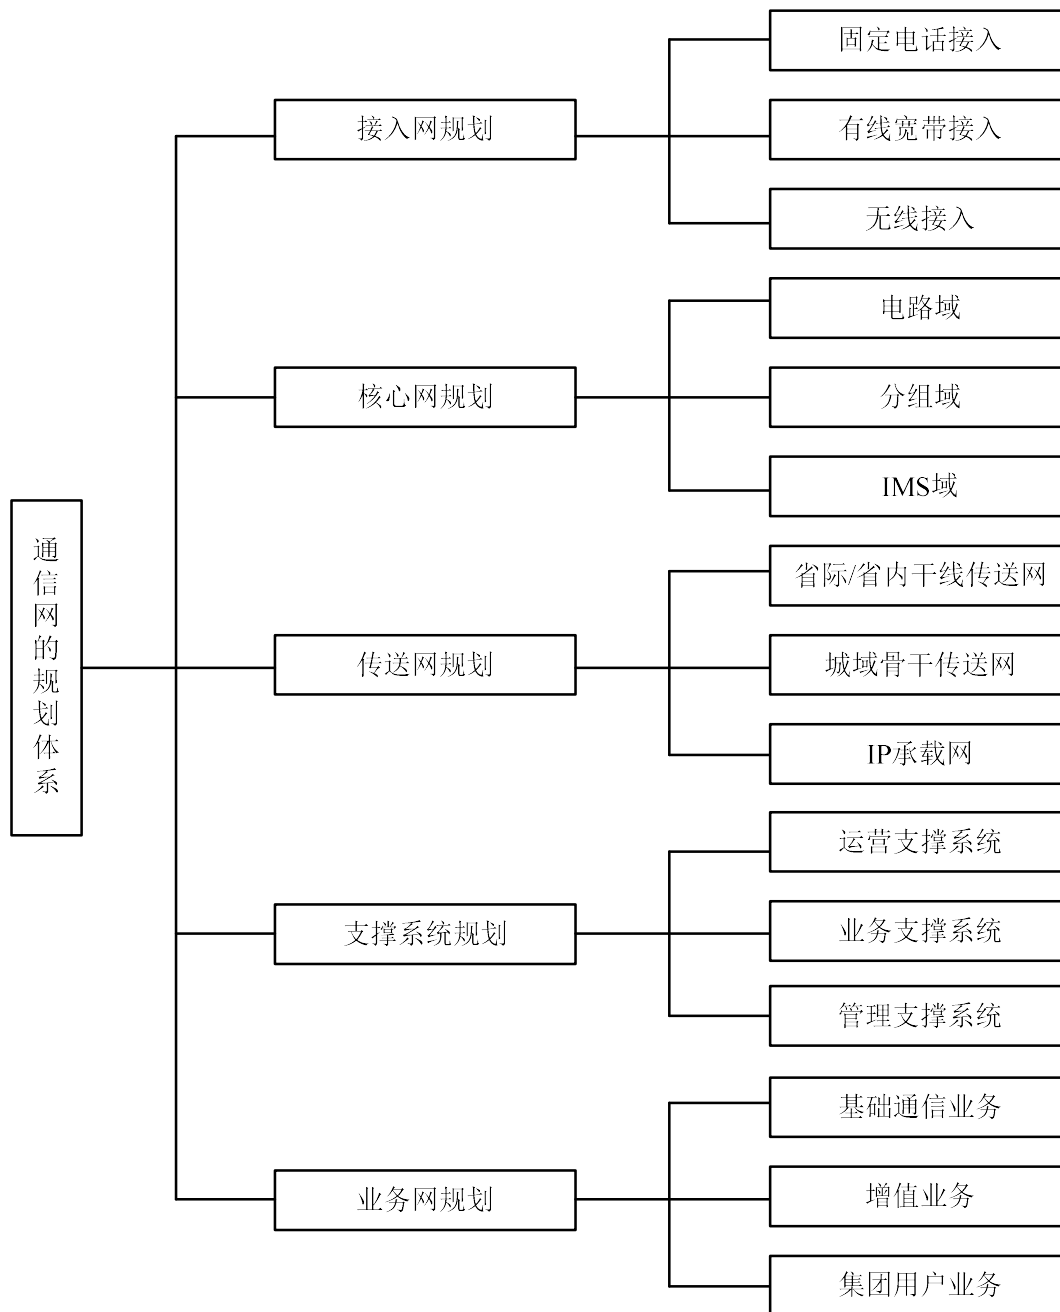 通信网的规划体系
接入网规划
固定电话接入
有线宽带接入
无线接入
核心网规划
电路域
分组域
IMS域
传送网规划
省际/省内干线传送网
城域骨干传送网
IP承载网
支撑系统规划
运营支撑系统
业务支撑系统
管理支撑系统
业务网规划
基础通信业务
增值业务
集团用户业务